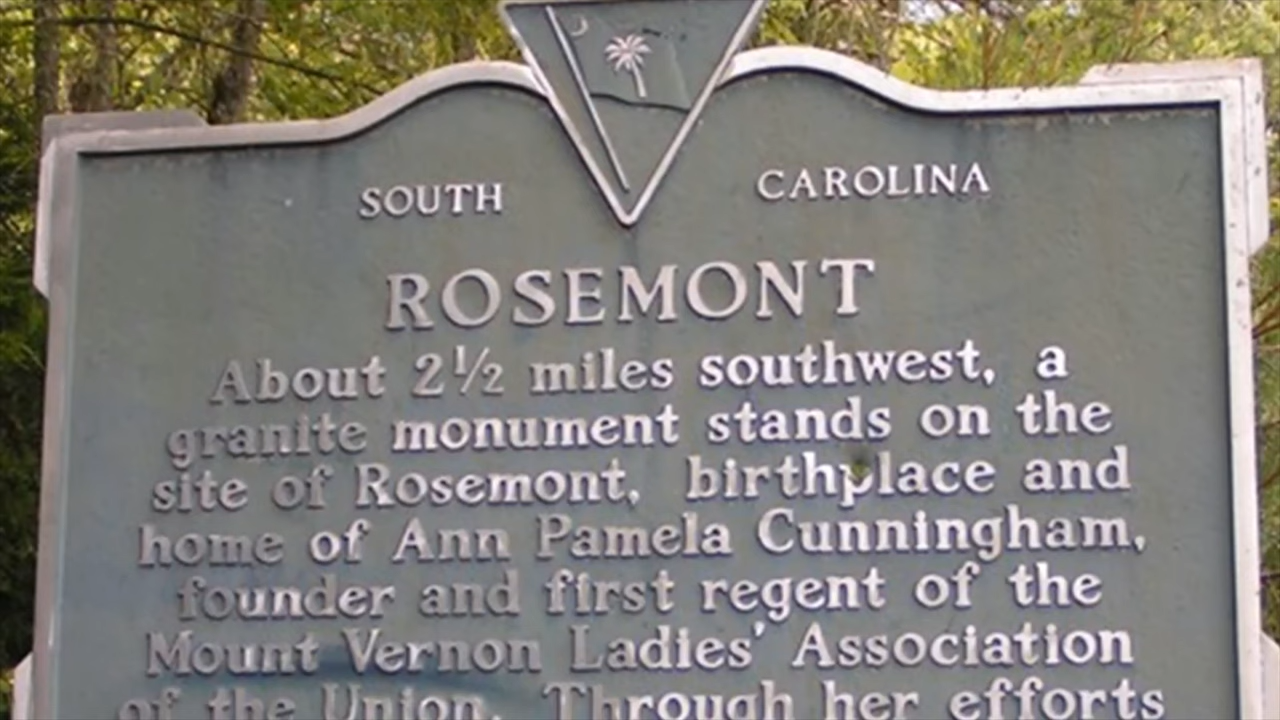 SOUTH CAROLINA
ROSEMONT
About 2½ miles southwest, a
granite monument stands on the
site of Rosemont, birthplace and
home of Ann Pamela Cunningham,
founder and first regent of the
Mount Vernon Ladies' Association
of the Union. Through her efforts